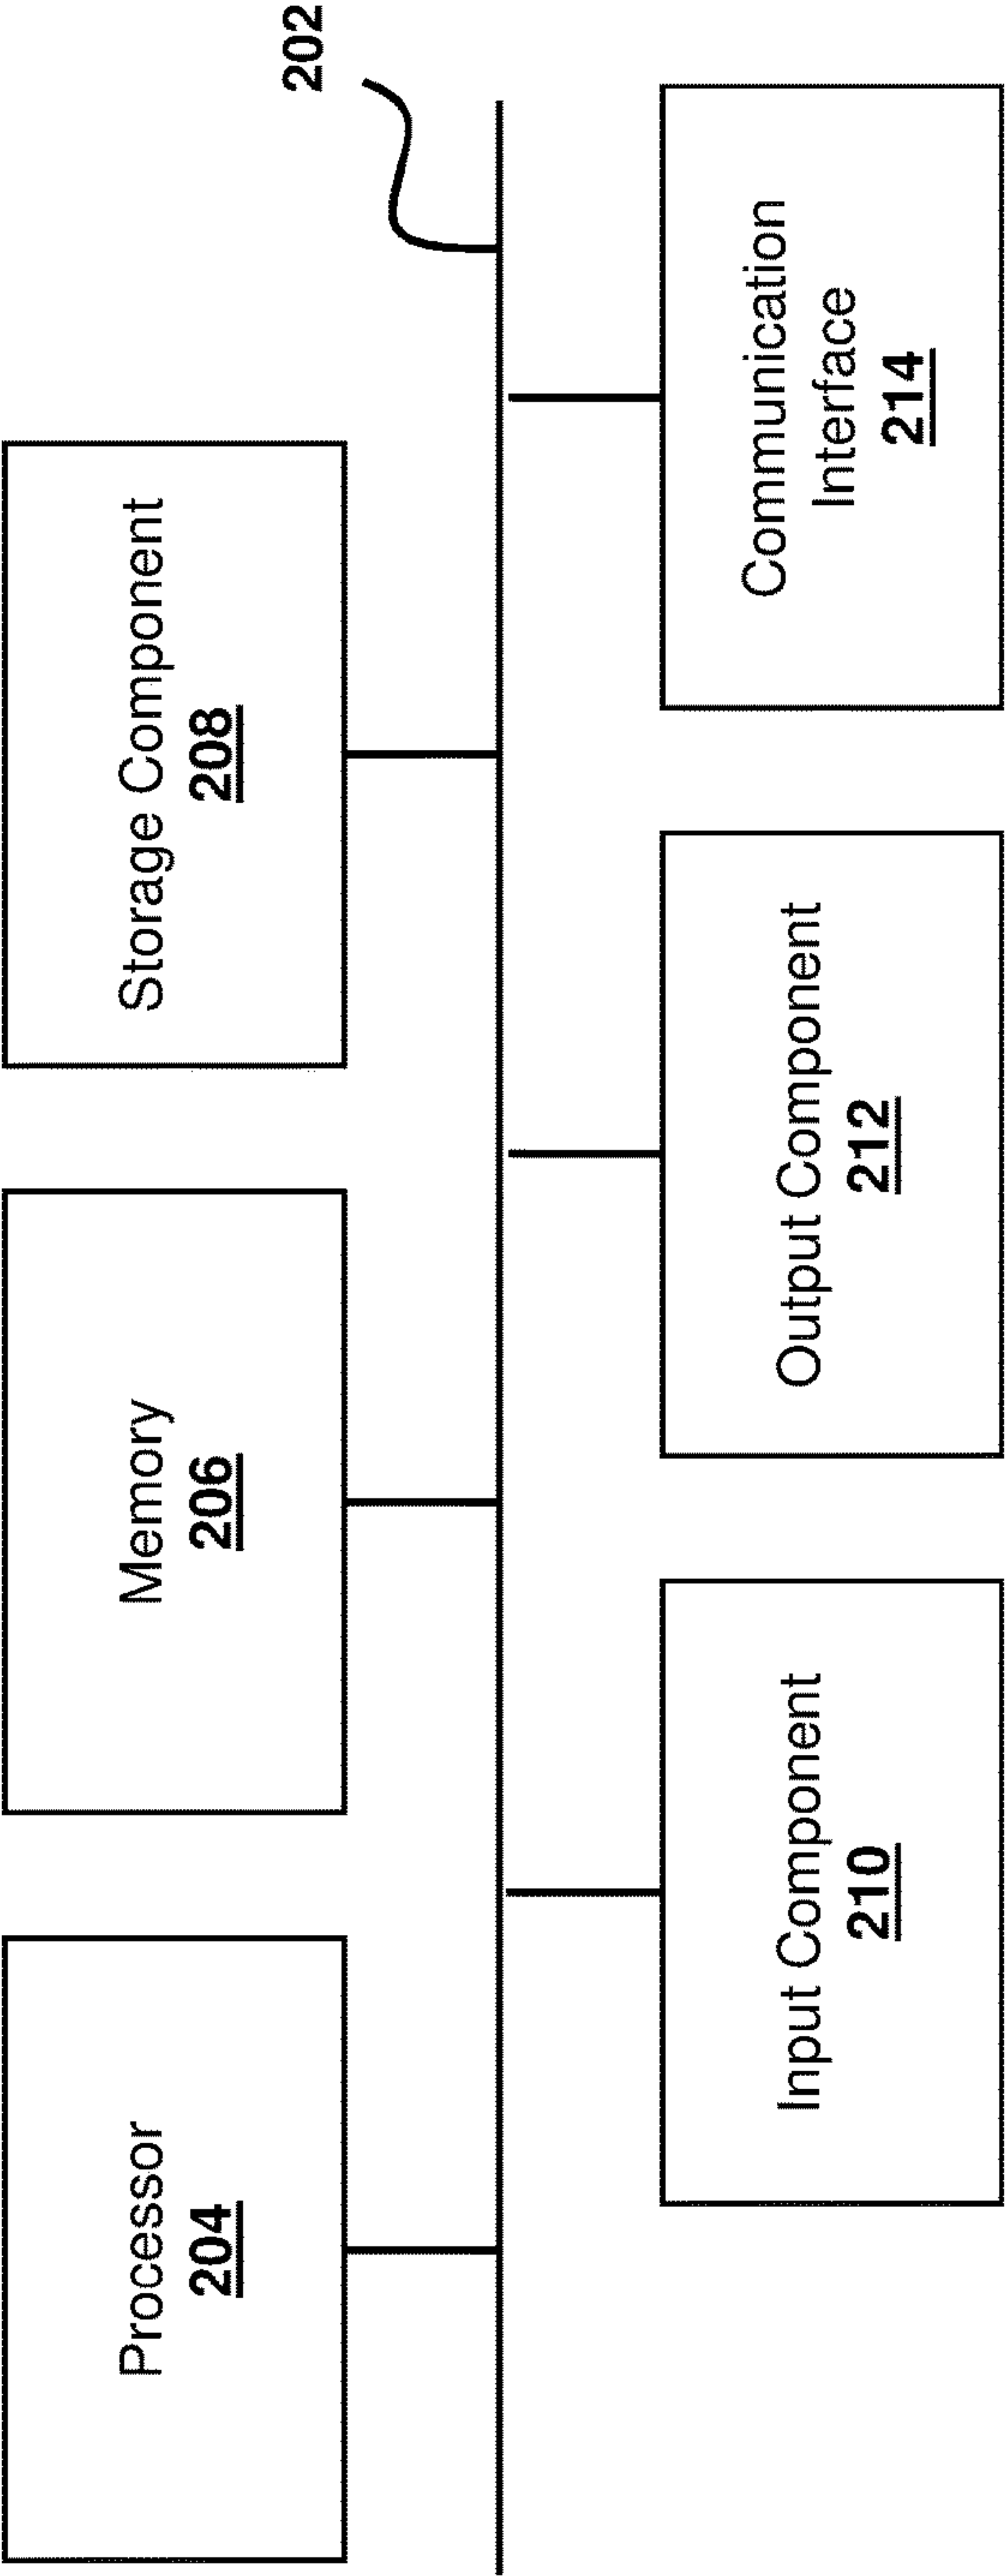 202
Processor
204
Memory
206
Storage Component
208
Input Component
210
Output Component
212
Communication
Interface
214